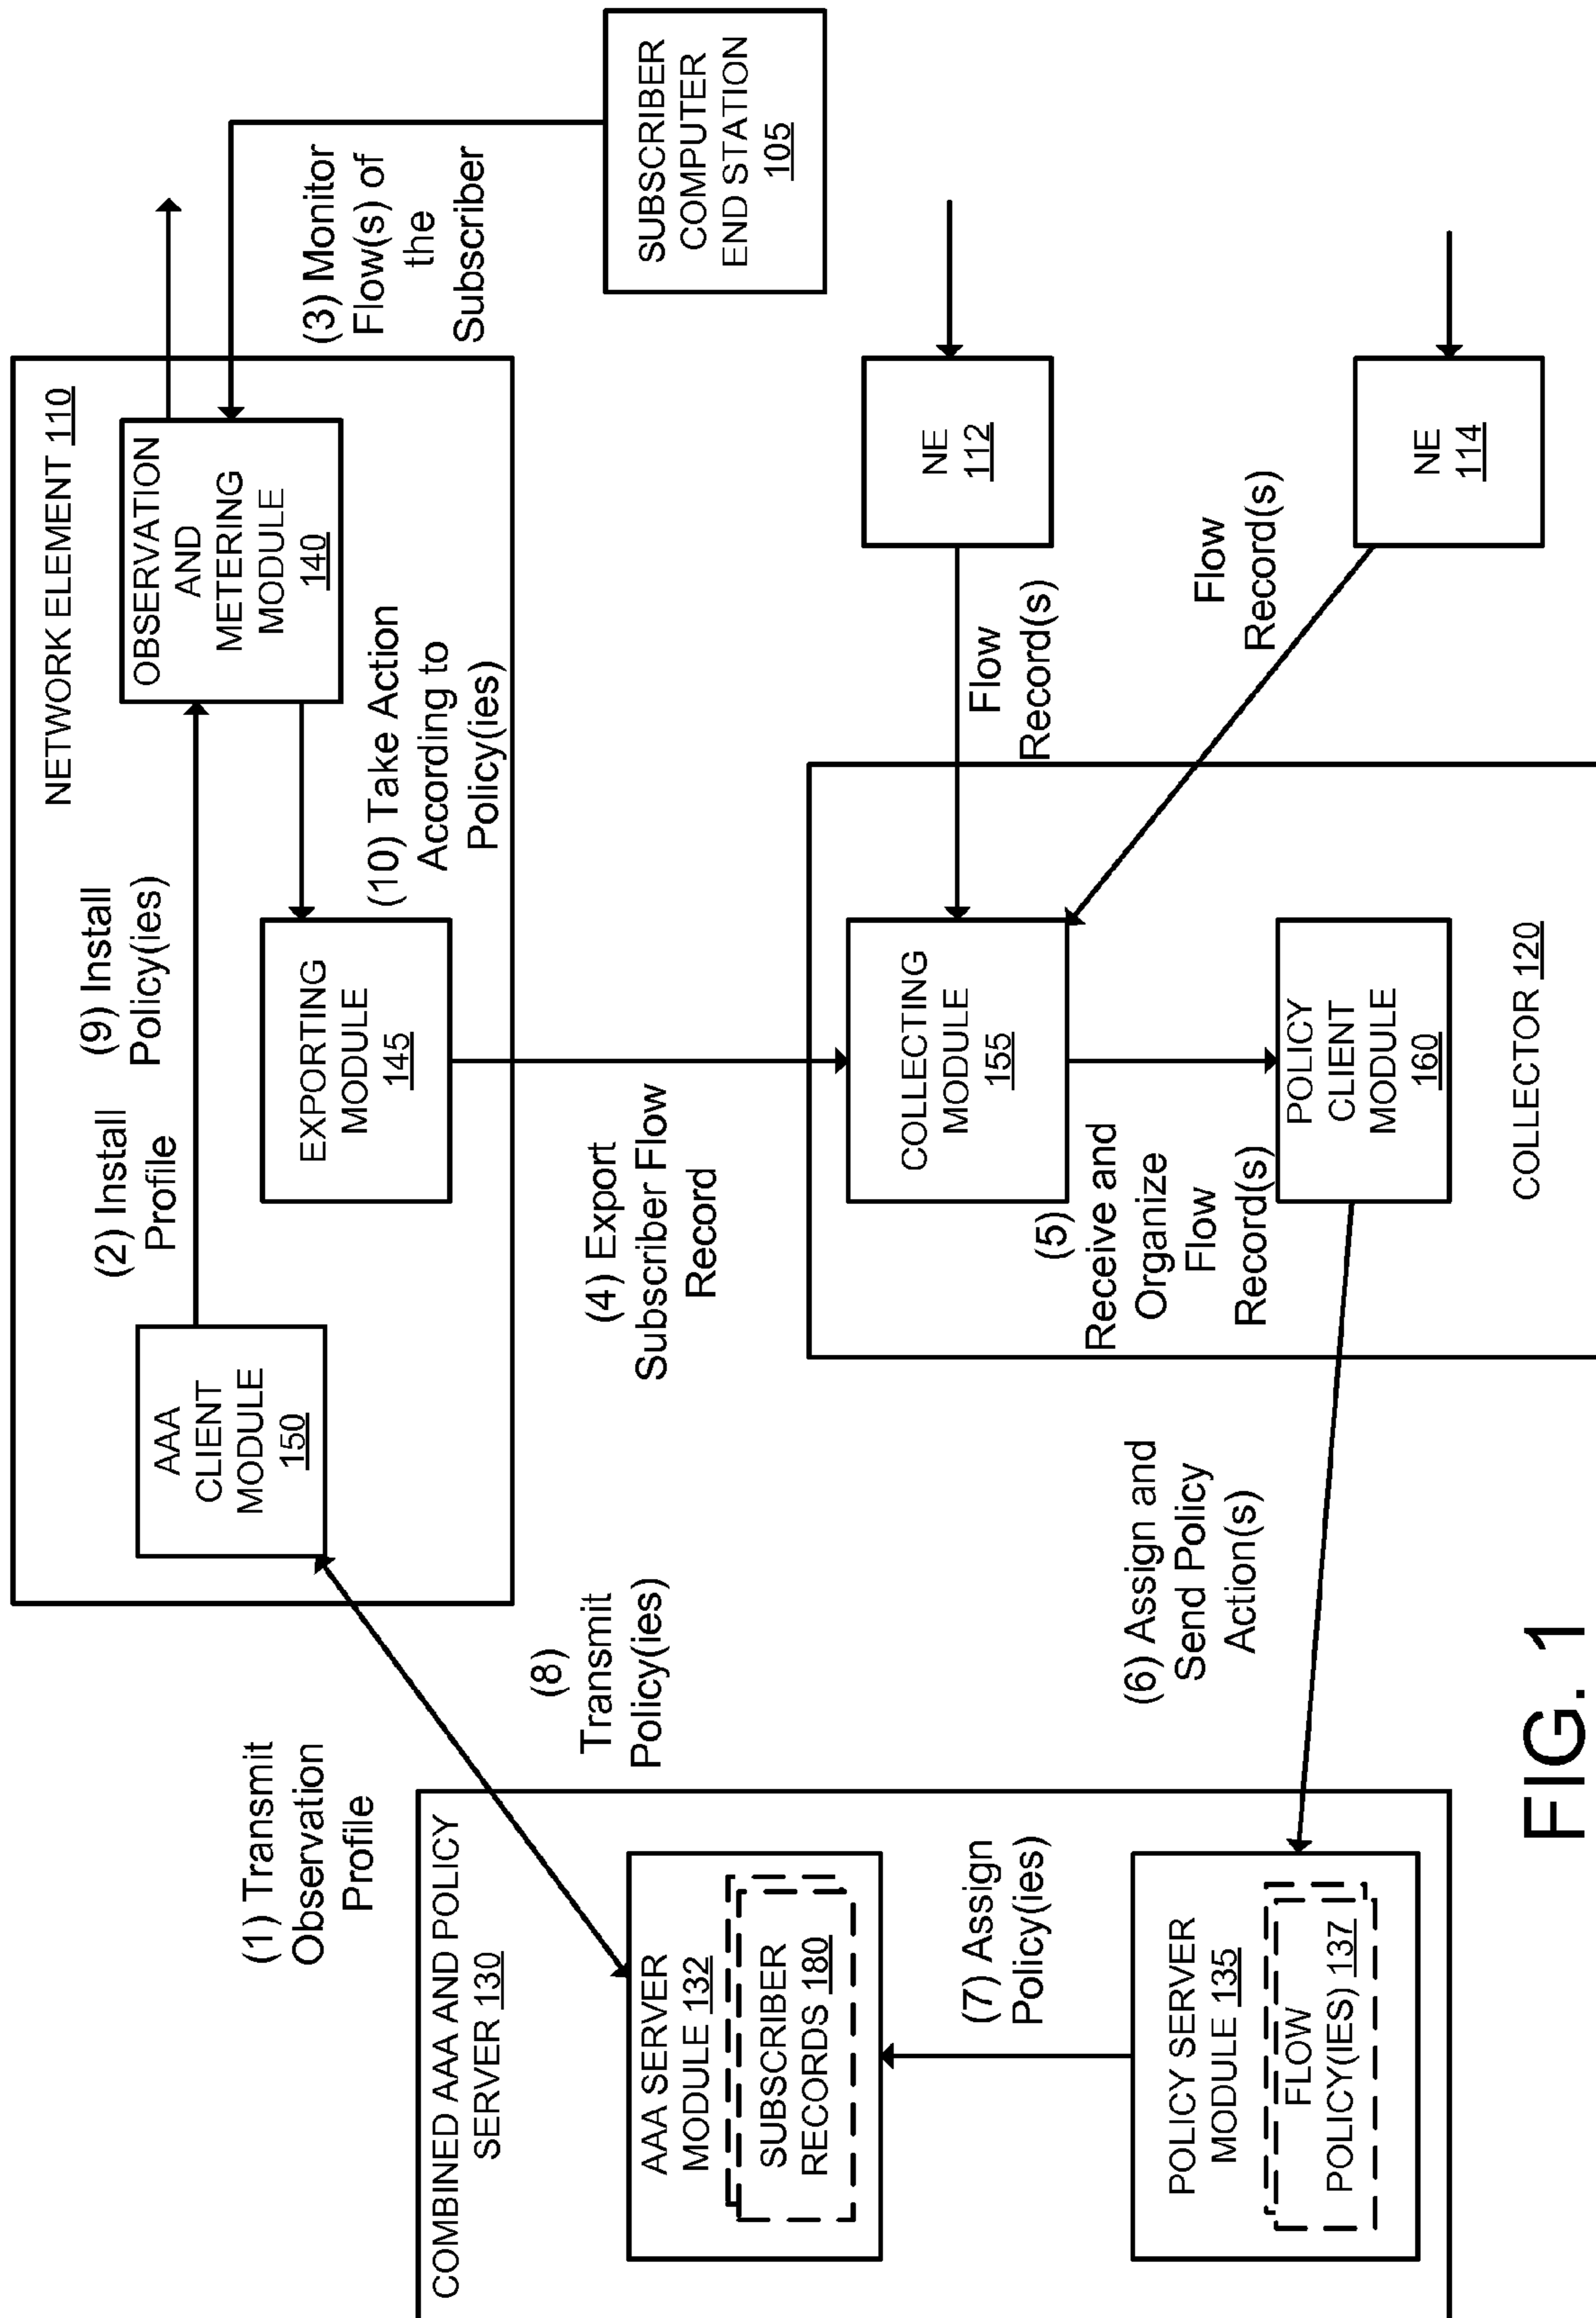 COMBINED AAA AND POLICY
SERVER 130
AAA SERVER
MODULE 132
SUBSCRIBER
RECORDS 180
(7) Assign
Policy(ies)
POLICY SERVER
MODULE 135
FLOW
POLICY(IES) 137
(1) Transmit
Observation
Profile
(8)
Transmit
Policy(ies)
(6) Assign and
Send Policy
Action(s)
NETWORK ELEMENT 110
AAA
CLIENT
MODULE
150
(2) Install
Profile
(9) Install
Policy(ies)
OBSERVATION
AND
METERING
MODULE
140
EXPORTING
MODULE
145
(10) Take Action
According to
Policy(ies)
(3) Monitor
Flow(s) of
the
Subscriber
SUBSCRIBER
COMPUTER
END STATION
105
(4) Export
Subscriber Flow
Record
COLLECTING
MODULE
155
(5)
Receive and
Organize
Flow
Record(s)
POLICY
CLIENT
MODULE
160
COLLECTOR 120
Flow
Record(s)
NE
112
Flow
Record(s)
NE
114
FIG. 1